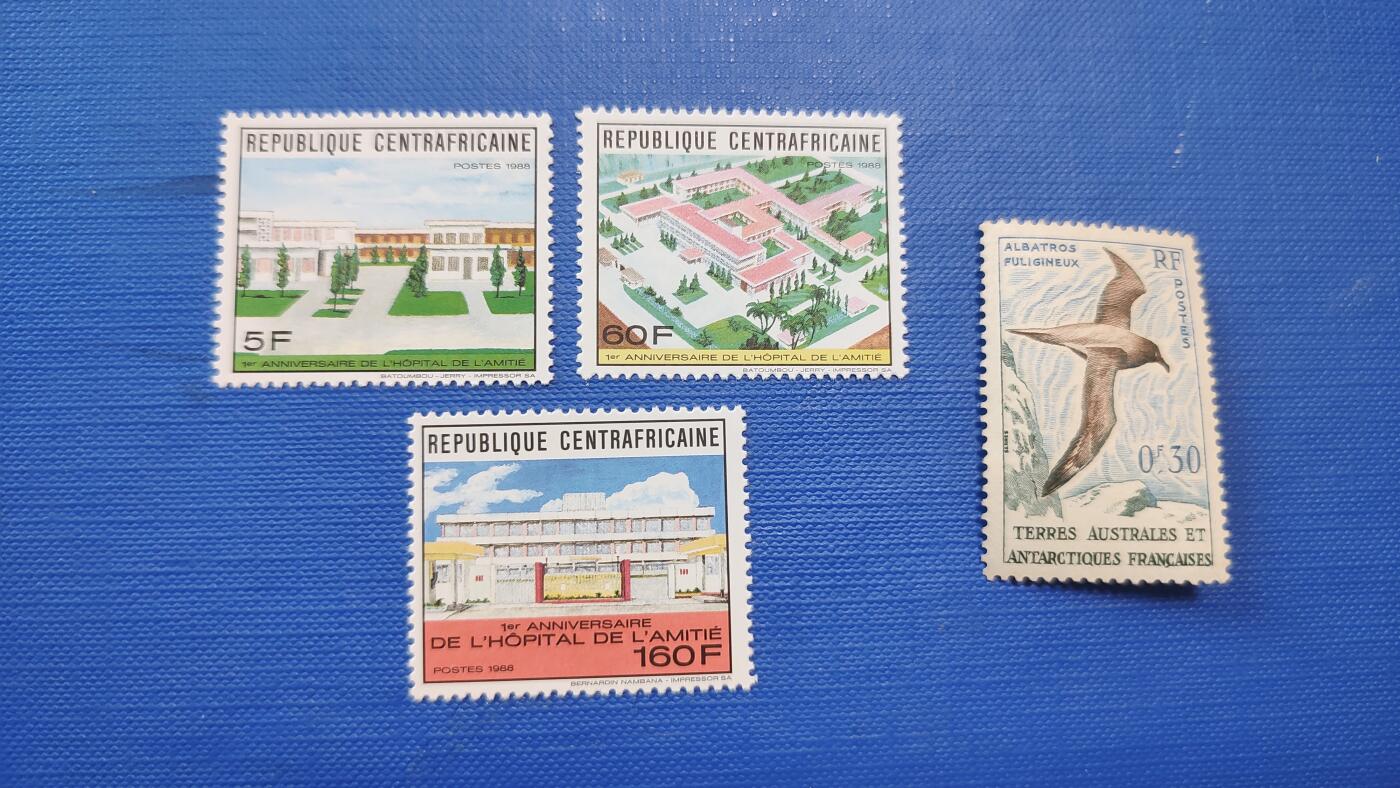 REPUBLIQUE CENTRAFRICAINE
POSTES 1988
5F
1er ANNIVERSAIRE DE L'HÔPITAL DE L'AMITIÉ
BATOUMBOU - JERRY - IMPRESSOR SA
REPUBLIQUE CENTRAFRICAINE
POSTES 1988
60F
1er ANNIVERSAIRE DE L'HÔPITAL DE L'AMITIÉ
BATOUMBOU - JERRY - IMPRESSOR SA
REPUBLIQUE CENTRAFRICAINE
1er ANNIVERSAIRE
DE L'HÔPITAL DE L'AMITIÉ
160F
POSTES 1988
BERNARDIN NAMBANA - IMPRESSOR SA
ALBATROS
FULIGINEUX
RF
POSTES
0F30
TERRES AUSTRALES ET
ANTARCTIQUES FRANÇAISES